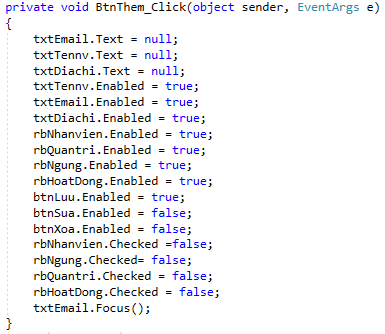 private void BtnThem_Click(object sender, EventArgs e)
{
txtEmail.Text = null;
txtTennv.Text = null;
txtDiachi.Text = null;
txtTennv.Enabled = true;
txtEmail.Enabled = true;
txtDiachi.Enabled = true;
rbNhanvien.Enabled = true;
rbQuantri.Enabled = true;
rbNgung.Enabled = true;
rbHoatDong.Enabled = true;
btnLuu.Enabled = true;
btnSua.Enabled = false;
btnXoa.Enabled = false;
rbNhanvien.Checked =false;
rbNgung.Checked= false;
rbQuantri.Checked = false;
rbHoatDong.Checked = false;
txtEmail.Focus();
}